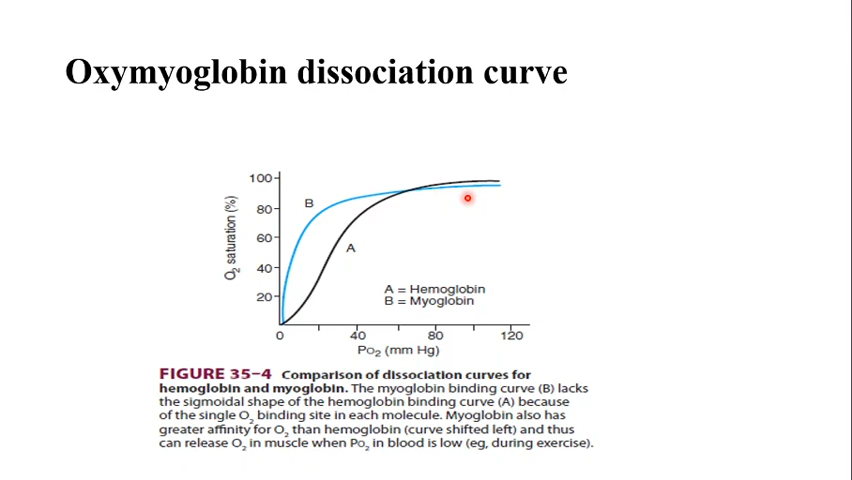 Oxymyoglobin dissociation curve
100
80
60
40
20
O2 saturation (%)
B
A
A = Hemoglobin
B = Myoglobin
0 40 80 120
PO2 (mm Hg)
FIGURE 35–4 Comparison of dissociation curves for
hemoglobin and myoglobin. The myoglobin binding curve (B) lacks
the sigmoidal shape of the hemoglobin binding curve (A) because
of the single O2 binding site in each molecule. Myoglobin also has
greater affinity for O2 than hemoglobin (curve shifted left) and thus
can release O2 in muscle when PO2 in blood is low (eg, during exercise).